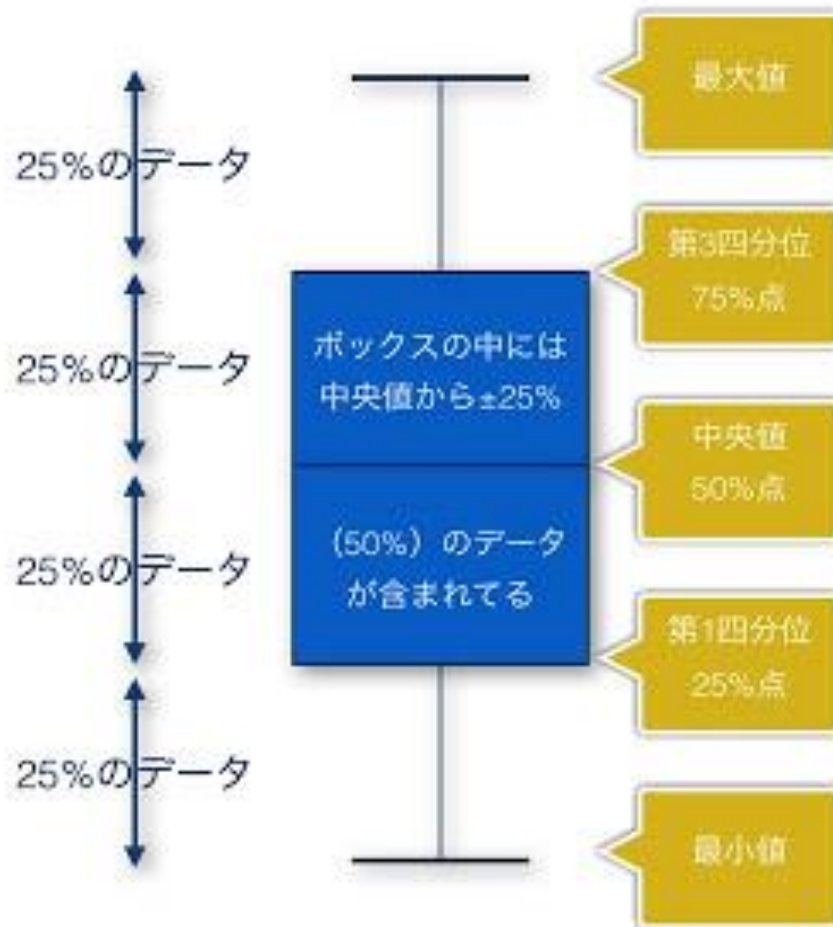 最大値
25%のデータ
第3四分位
75%点
25%のデータ
ボックスの中には
中央値から±25%
中央値
50%点
25%のデータ
（50%）のデータ
が含まれてる
第1四分位
25%点
25%のデータ
最小値